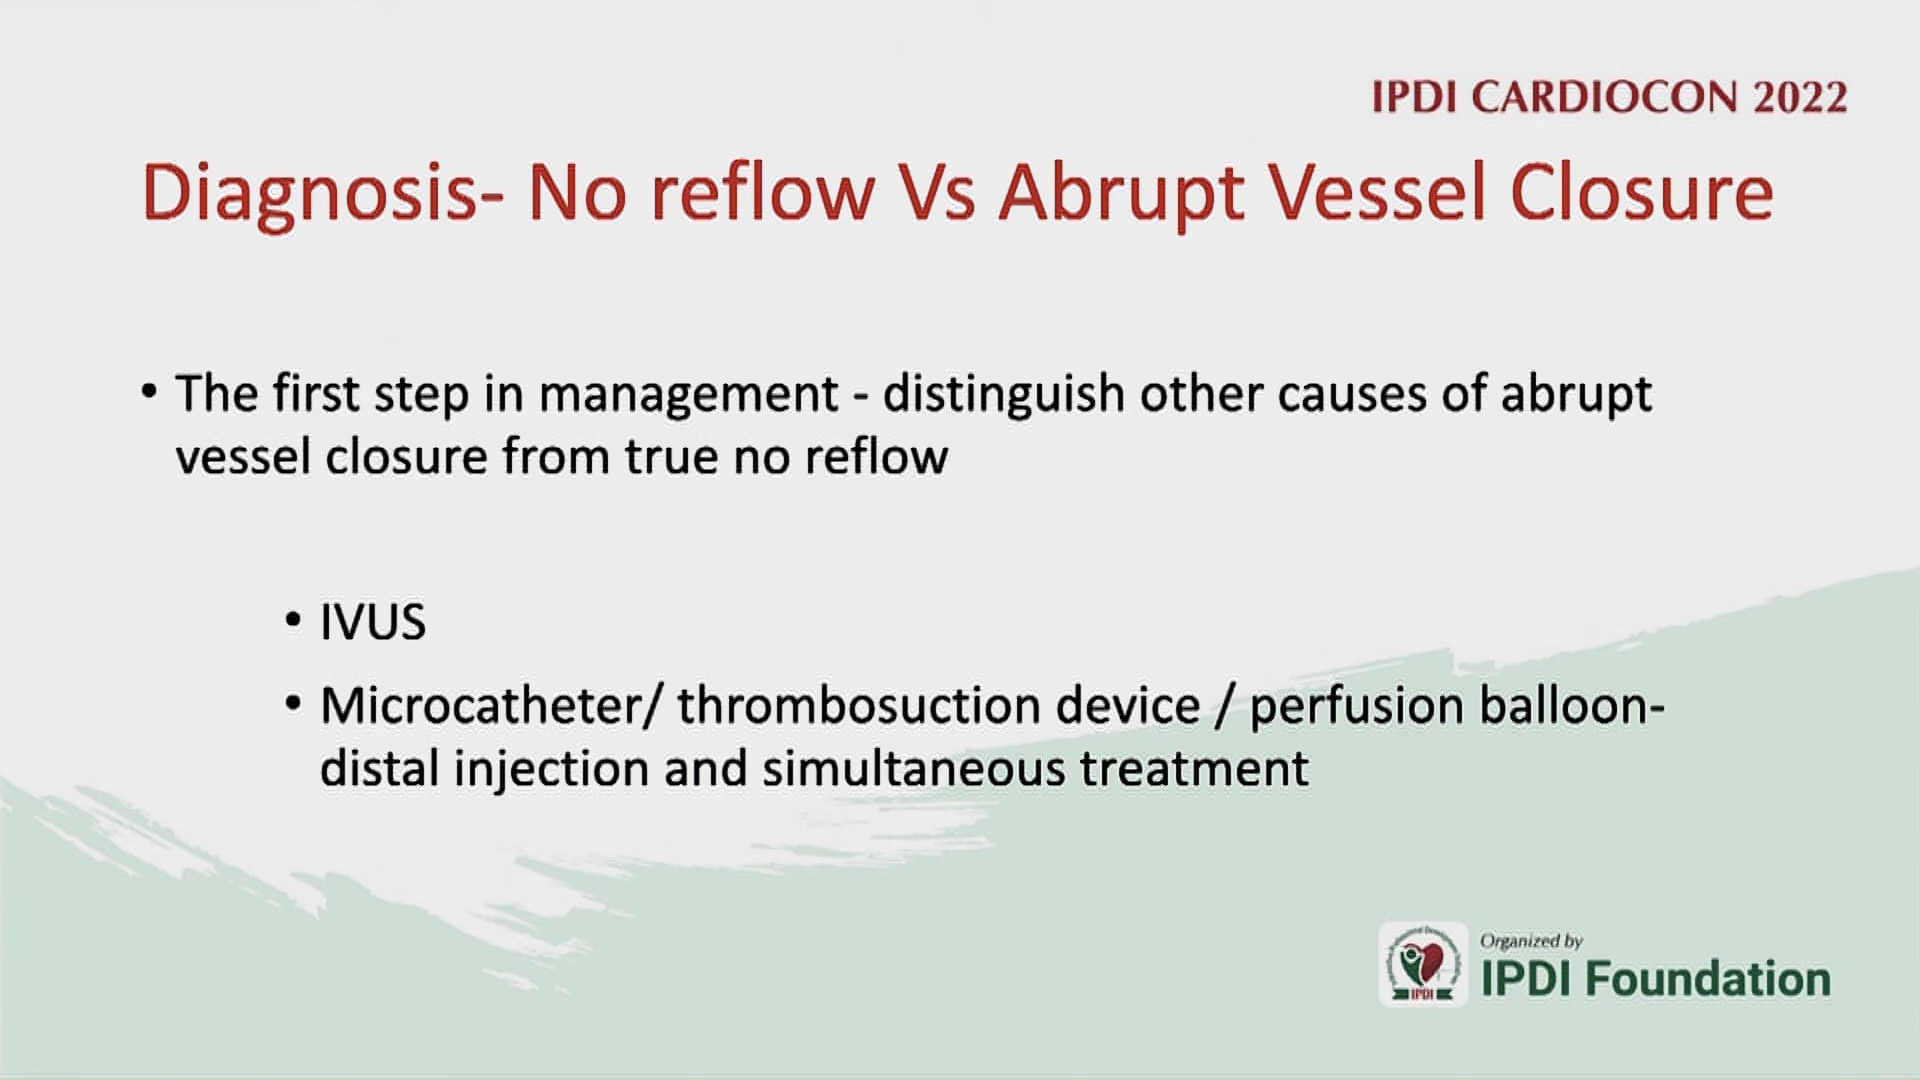 IPDI CARDIOCON 2022
Diagnosis- No reflow Vs Abrupt Vessel Closure
• The first step in management - distinguish other causes of abrupt
vessel closure from true no reflow
• IVUS
• Microcatheter/ thrombosuction device / perfusion balloon-
distal injection and simultaneous treatment
Organized by
IPDI Foundation
IPDI